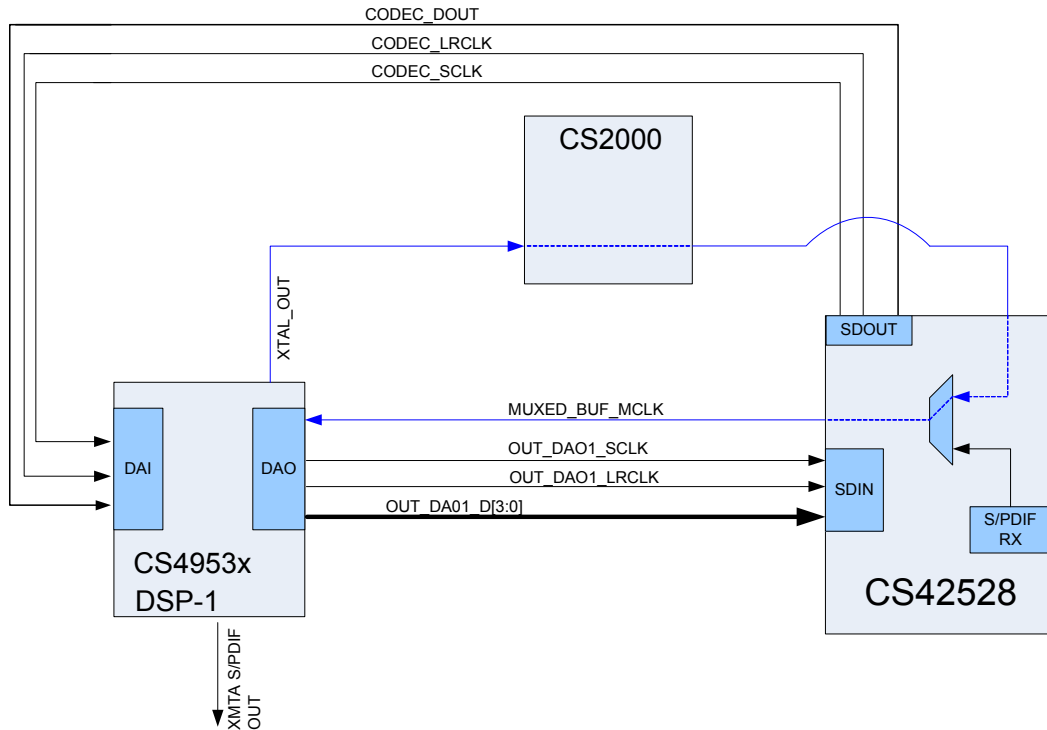 CODEC_DOUT
CODEC_LRCLK
CODEC_SCLK
CS2000
XTAL_OUT
SDOUT
MUXED_BUF_MCLK
OUT_DAO1_SCLK
DAI
DAO
OUT_DAO1_LRCLK
SDIN
OUT_DA01_D[3:0]
S/PDIF
RX
CS4953x
DSP-1
CS42528
XMTA S/PDIF
OUT